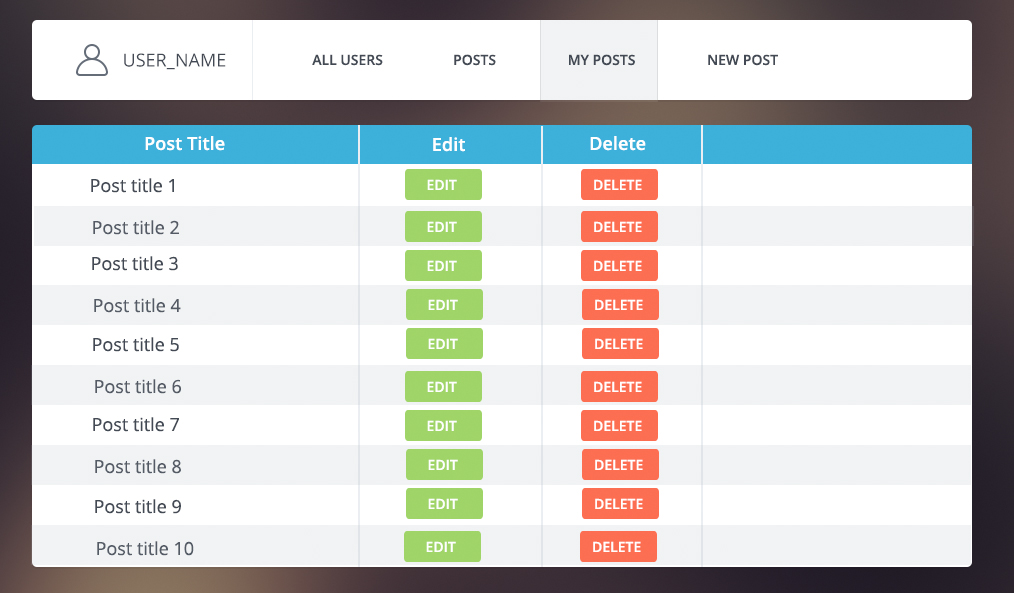 USER_NAME ALL USERS POSTS MY POSTS NEW POST
Post Title Edit Delete
Post title 1 EDIT DELETE
Post title 2 EDIT DELETE
Post title 3 EDIT DELETE
Post title 4 EDIT DELETE
Post title 5 EDIT DELETE
Post title 6 EDIT DELETE
Post title 7 EDIT DELETE
Post title 8 EDIT DELETE
Post title 9 EDIT DELETE
Post title 10 EDIT DELETE